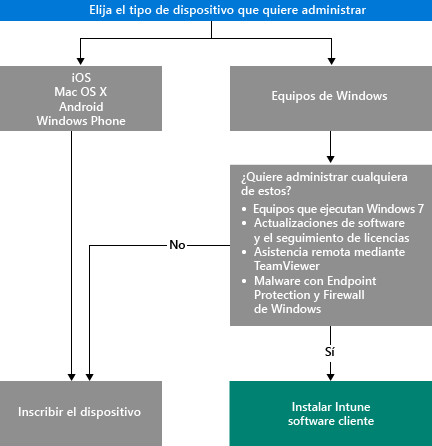 Elija el tipo de dispositivo que quiere administrar
iOS
Mac OS X
Android
Windows Phone
Equipos de Windows
¿Quiere administrar cualquiera
de estos?
• Equipos que ejecutan Windows 7
• Actualizaciones de software
y el seguimiento de licencias
• Asistencia remota mediante
TeamViewer
• Malware con Endpoint
Protection y Firewall
de Windows
No
Sí
Inscribir el dispositivo
Instalar Intune
software cliente